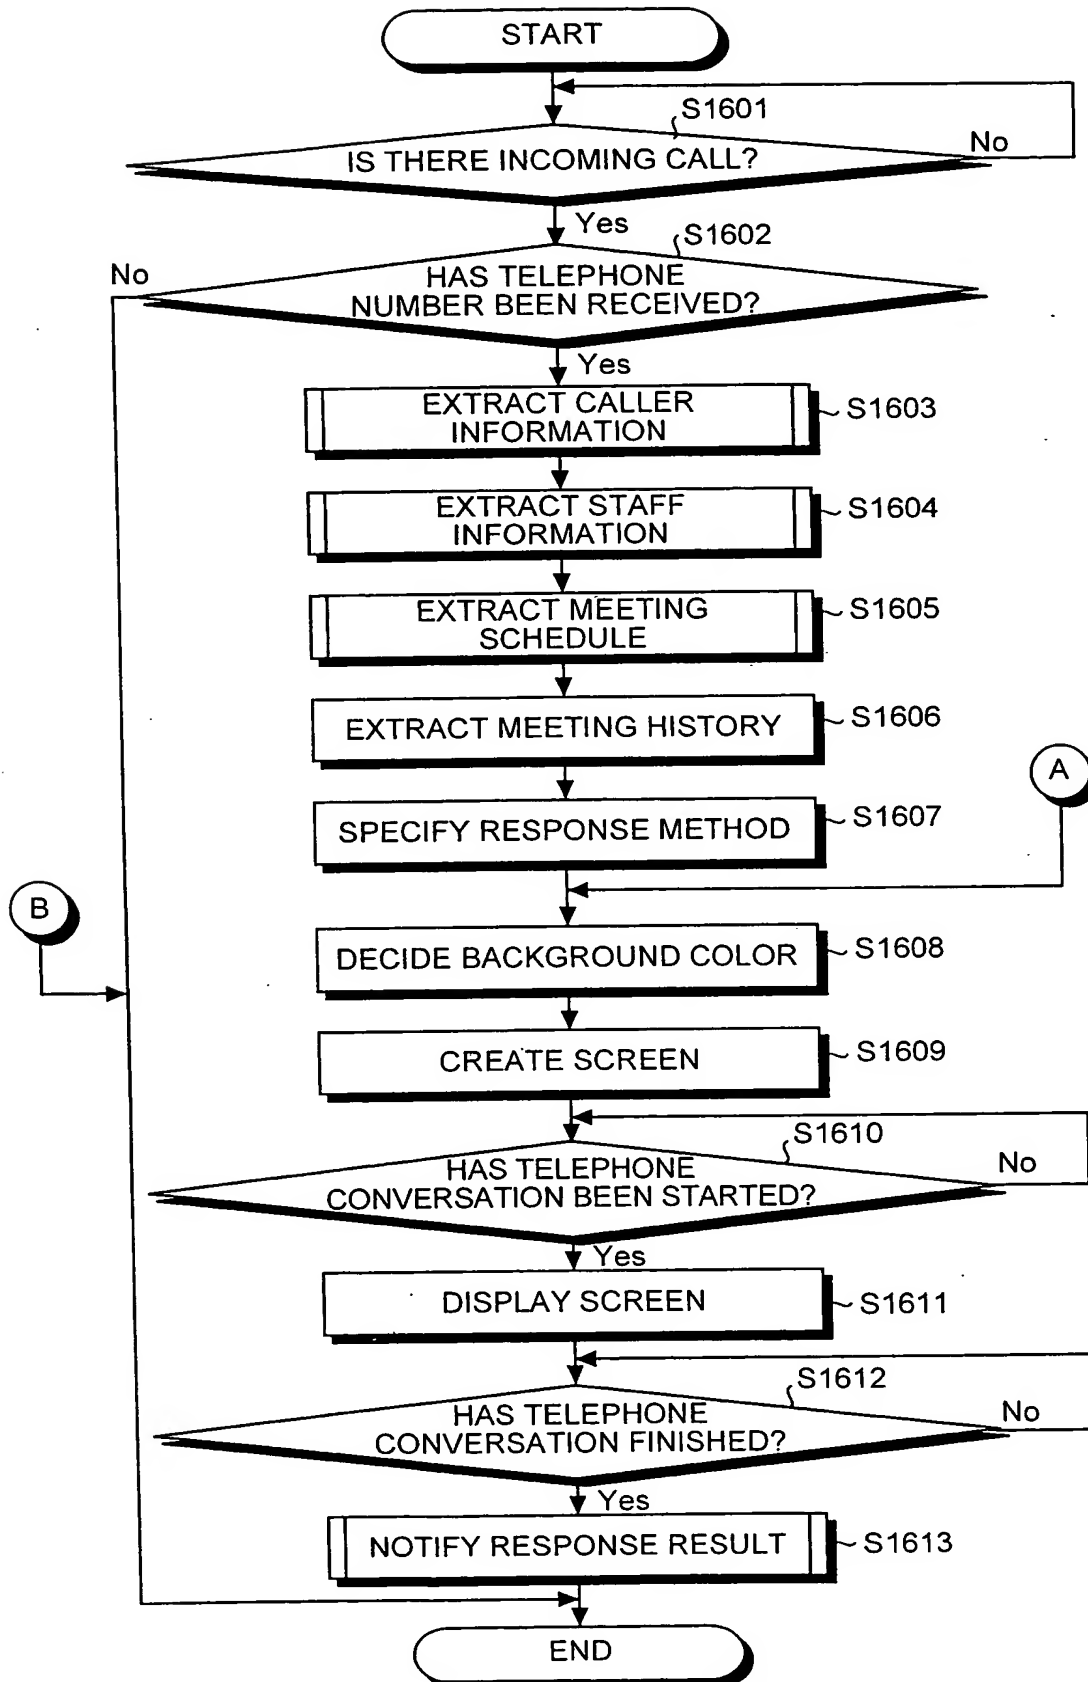 START
S1601
IS THERE INCOMING CALL?
No
Yes
S1602
No
HAS TELEPHONE
NUMBER BEEN RECEIVED?
Yes
EXTRACT CALLER
INFORMATION
S1603
EXTRACT STAFF
INFORMATION
S1604
EXTRACT MEETING
SCHEDULE
S1605
EXTRACT MEETING HISTORY
S1606
A
SPECIFY RESPONSE METHOD
S1607
B
DECIDE BACKGROUND COLOR
S1608
CREATE SCREEN
S1609
S1610
HAS TELEPHONE
CONVERSATION BEEN STARTED?
No
Yes
DISPLAY SCREEN
S1611
S1612
HAS TELEPHONE
CONVERSATION FINISHED?
No
Yes
NOTIFY RESPONSE RESULT
S1613
END